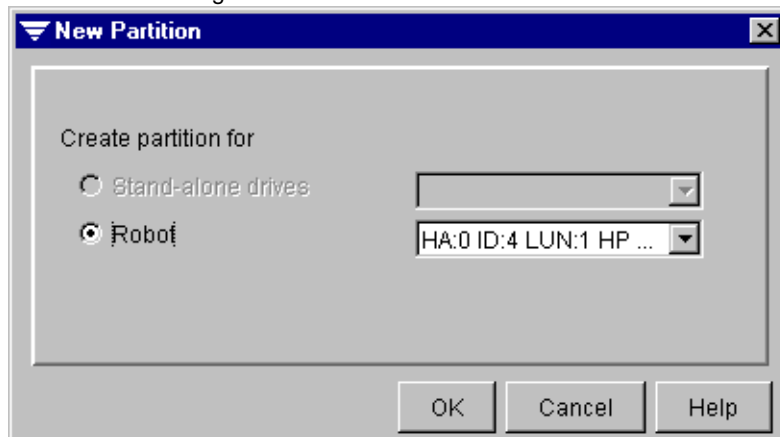 New Partition
Create partition for
Stand-alone drives
Robot
HA:0 ID:4 LUN:1 HP ...
OK Cancel Help